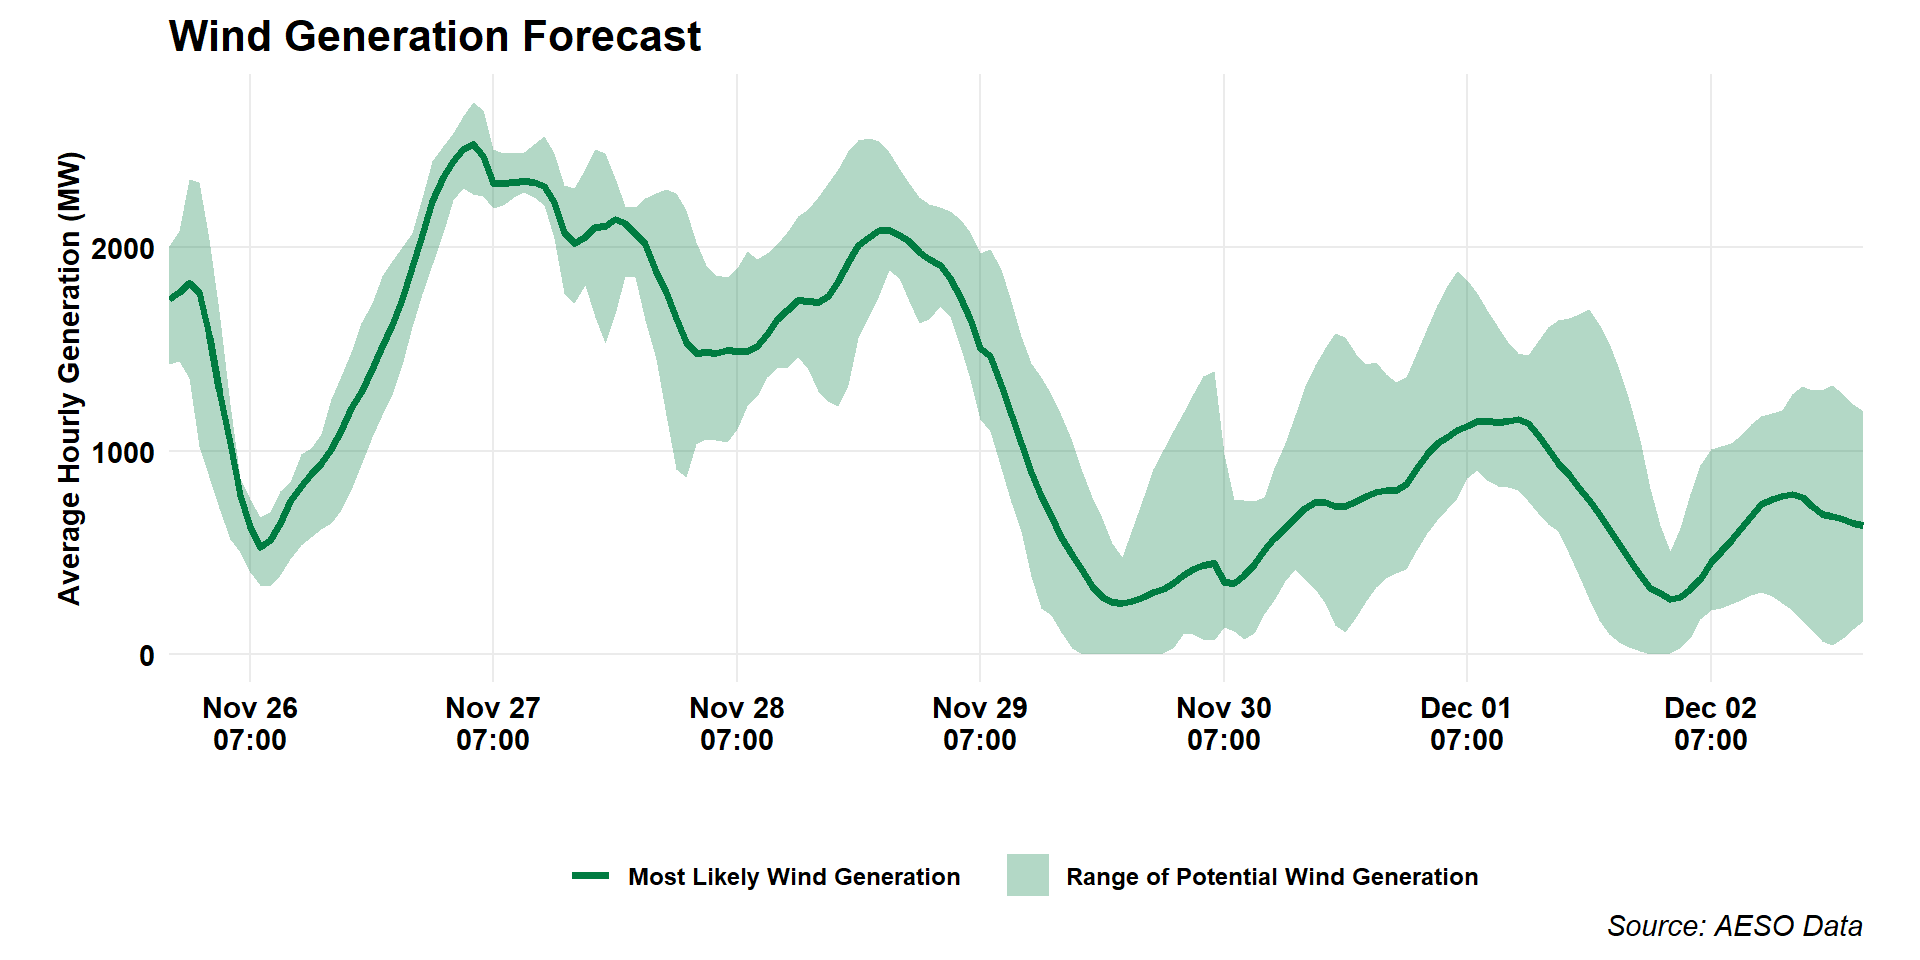 Wind Generation Forecast
Average Hourly Generation (MW)
2000
1000
0
Nov 26
07:00
Nov 27
07:00
Nov 28
07:00
Nov 29
07:00
Nov 30
07:00
Dec 01
07:00
Dec 02
07:00
Most Likely Wind Generation
Range of Potential Wind Generation
Source: AESO Data